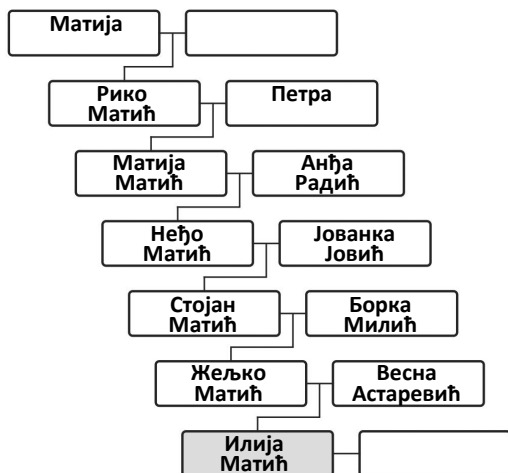 Матија
Рико
Матић
Петра
Матија
Матић
Анђа
Радић
Неђо
Матић
Јованка
Јовић
Стојан
Матић
Борка
Милић
Жељко
Матић
Весна
Астаревић
Илија
Матић